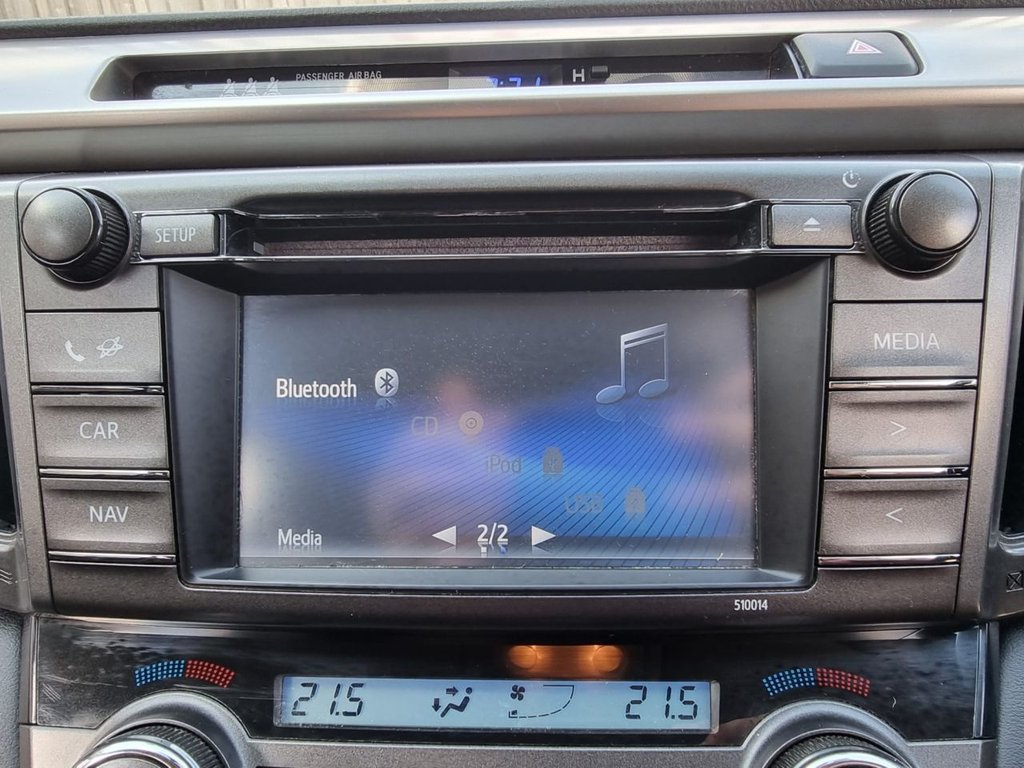 PASSENGER AIR BAG
H
SETUP
MEDIA
Bluetooth
CD
CAR
>
iPod
USB
NAV
<
Media
2/2
510014
21.5
21.5